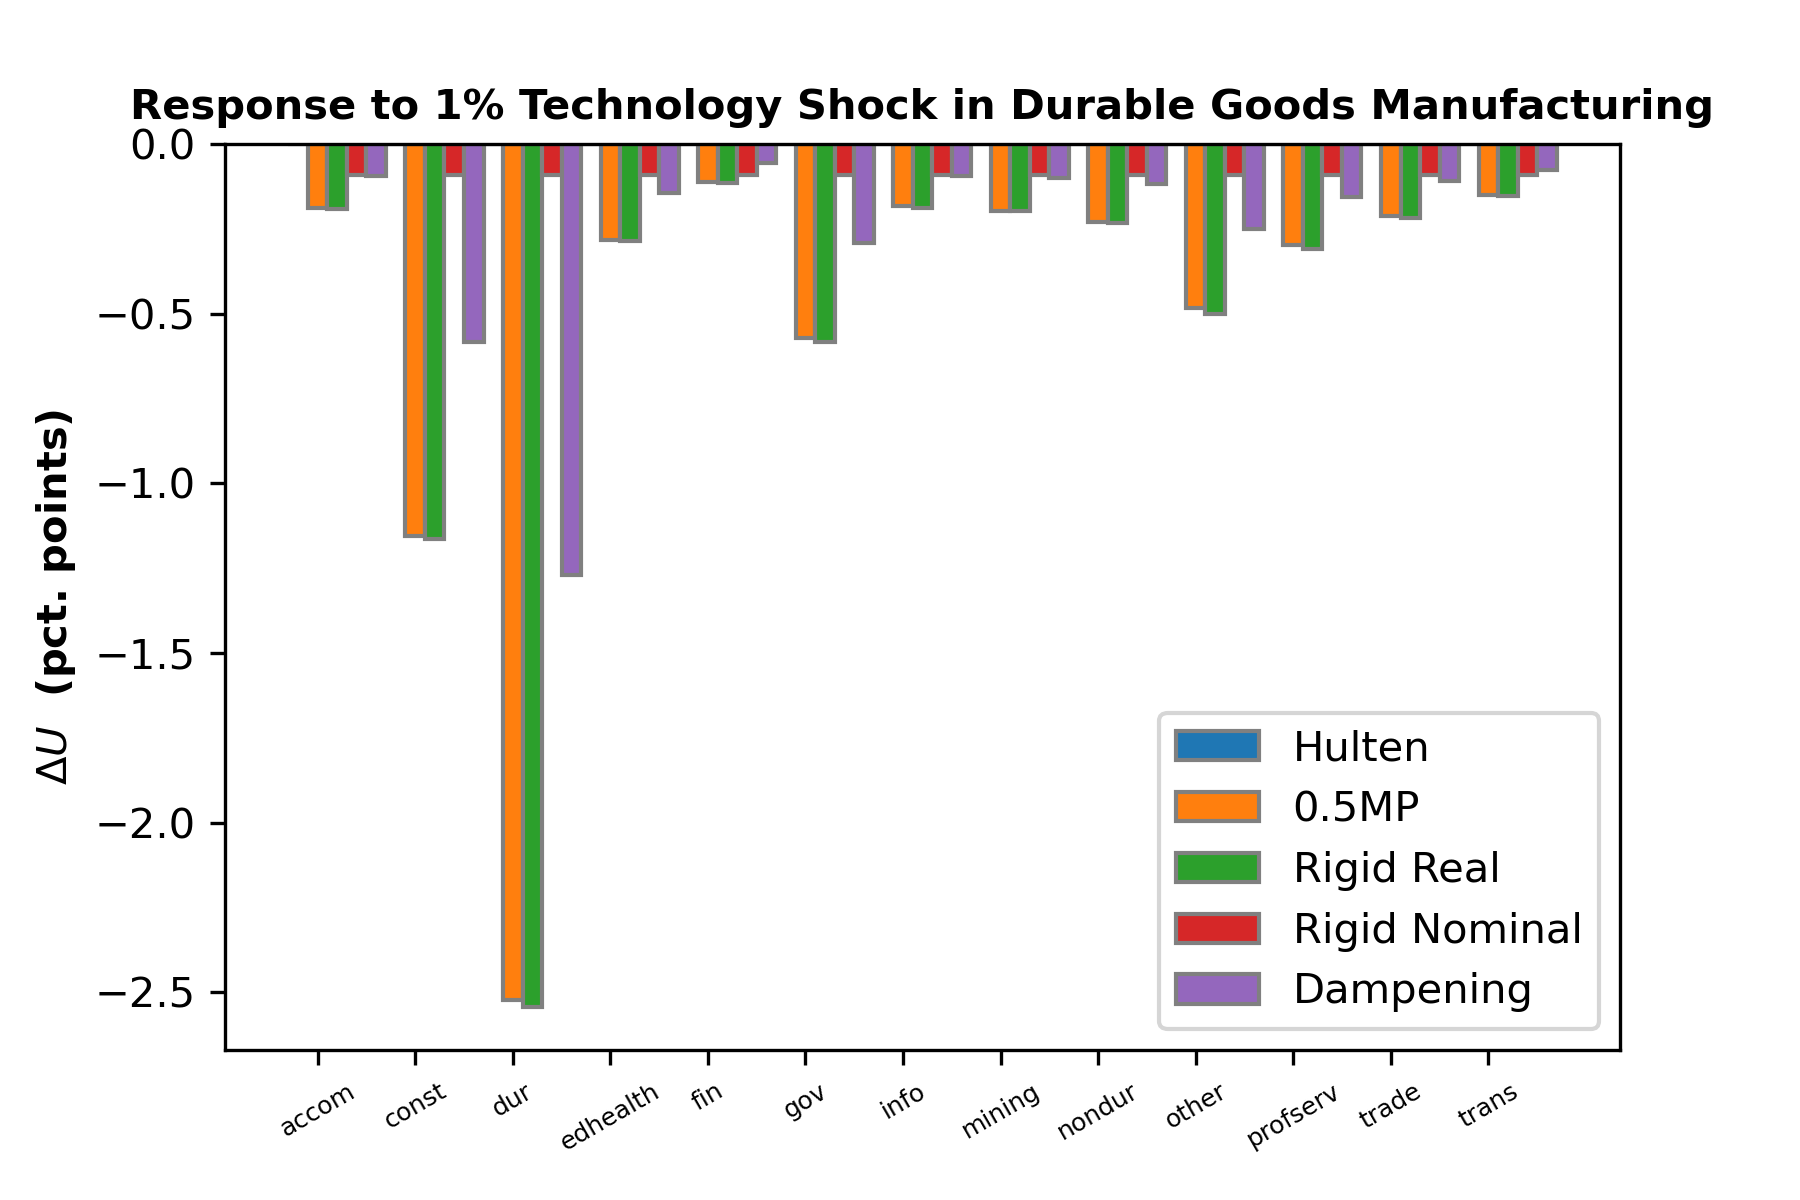 Response to 1% Technology Shock in Durable Goods Manufacturing
ΔU (pct. points)
0.0
−0.5
−1.0
−1.5
−2.0
−2.5
accom
const
dur
edhealth
fin
gov
info
mining
nondur
other
profserv
trade
trans
Hulten
0.5MP
Rigid Real
Rigid Nominal
Dampening